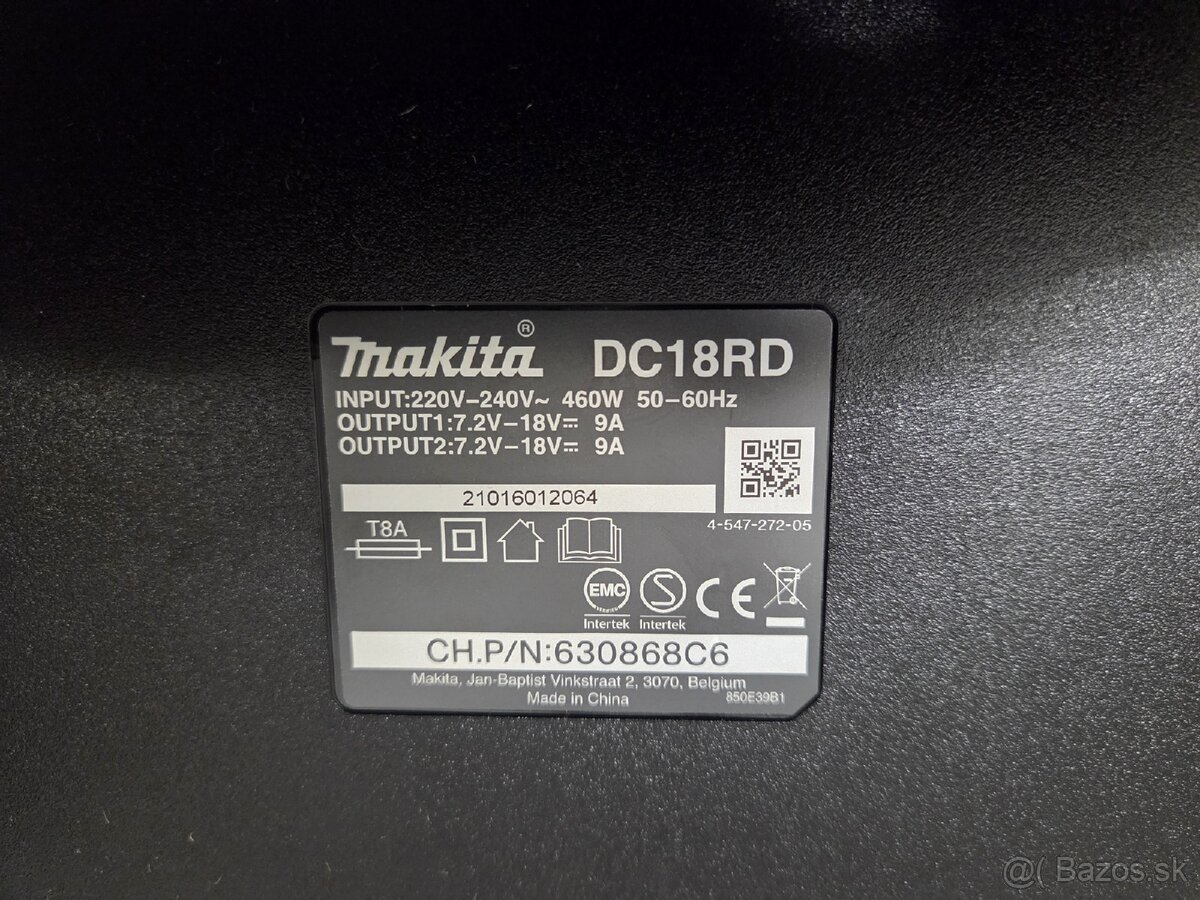 makita® DC18RD
INPUT:220V–240V~ 460W 50–60Hz
OUTPUT1:7.2V–18V⎓ 9A
OUTPUT2:7.2V–18V⎓ 9A
21016012064
4-547-272-05
T8A
EMC
Intertek
S
Intertek
CE
CH.P/N:630868C6
Makita, Jan-Baptist Vinkstraat 2, 3070, Belgium
Made in China
850E39B1
@( Bazos.sk